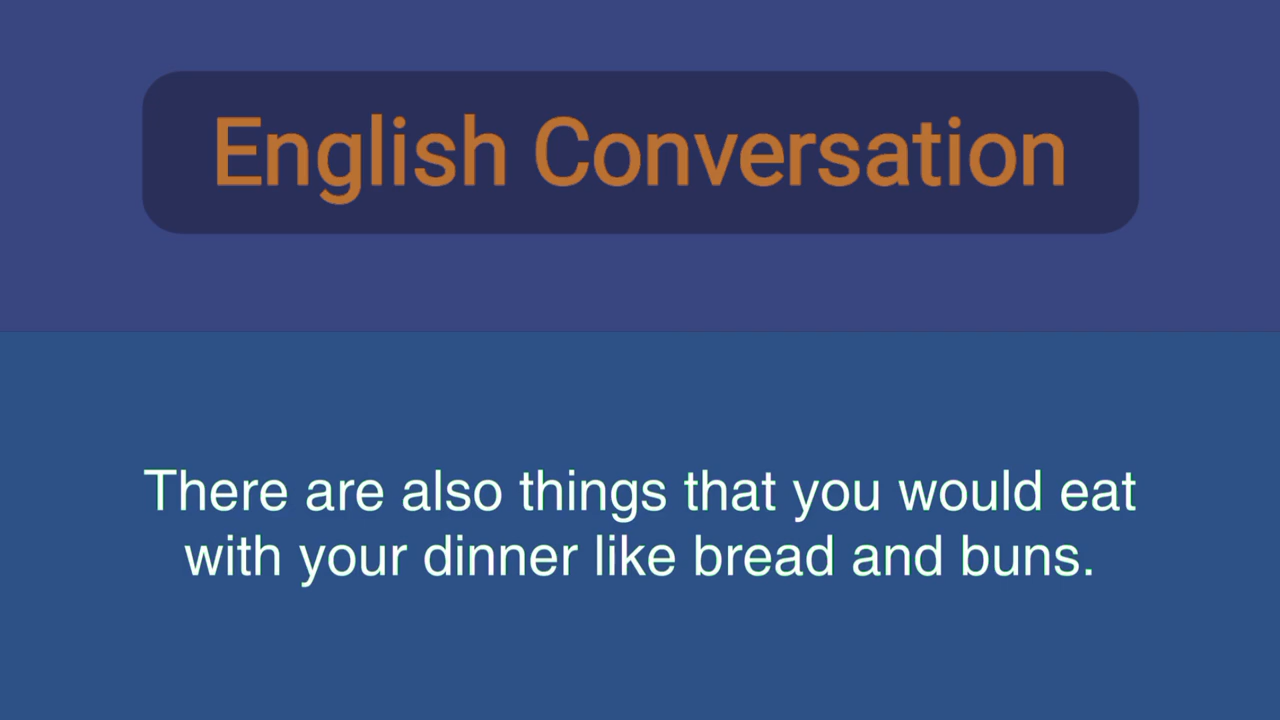 English Conversation
There are also things that you would eat
with your dinner like bread and buns.